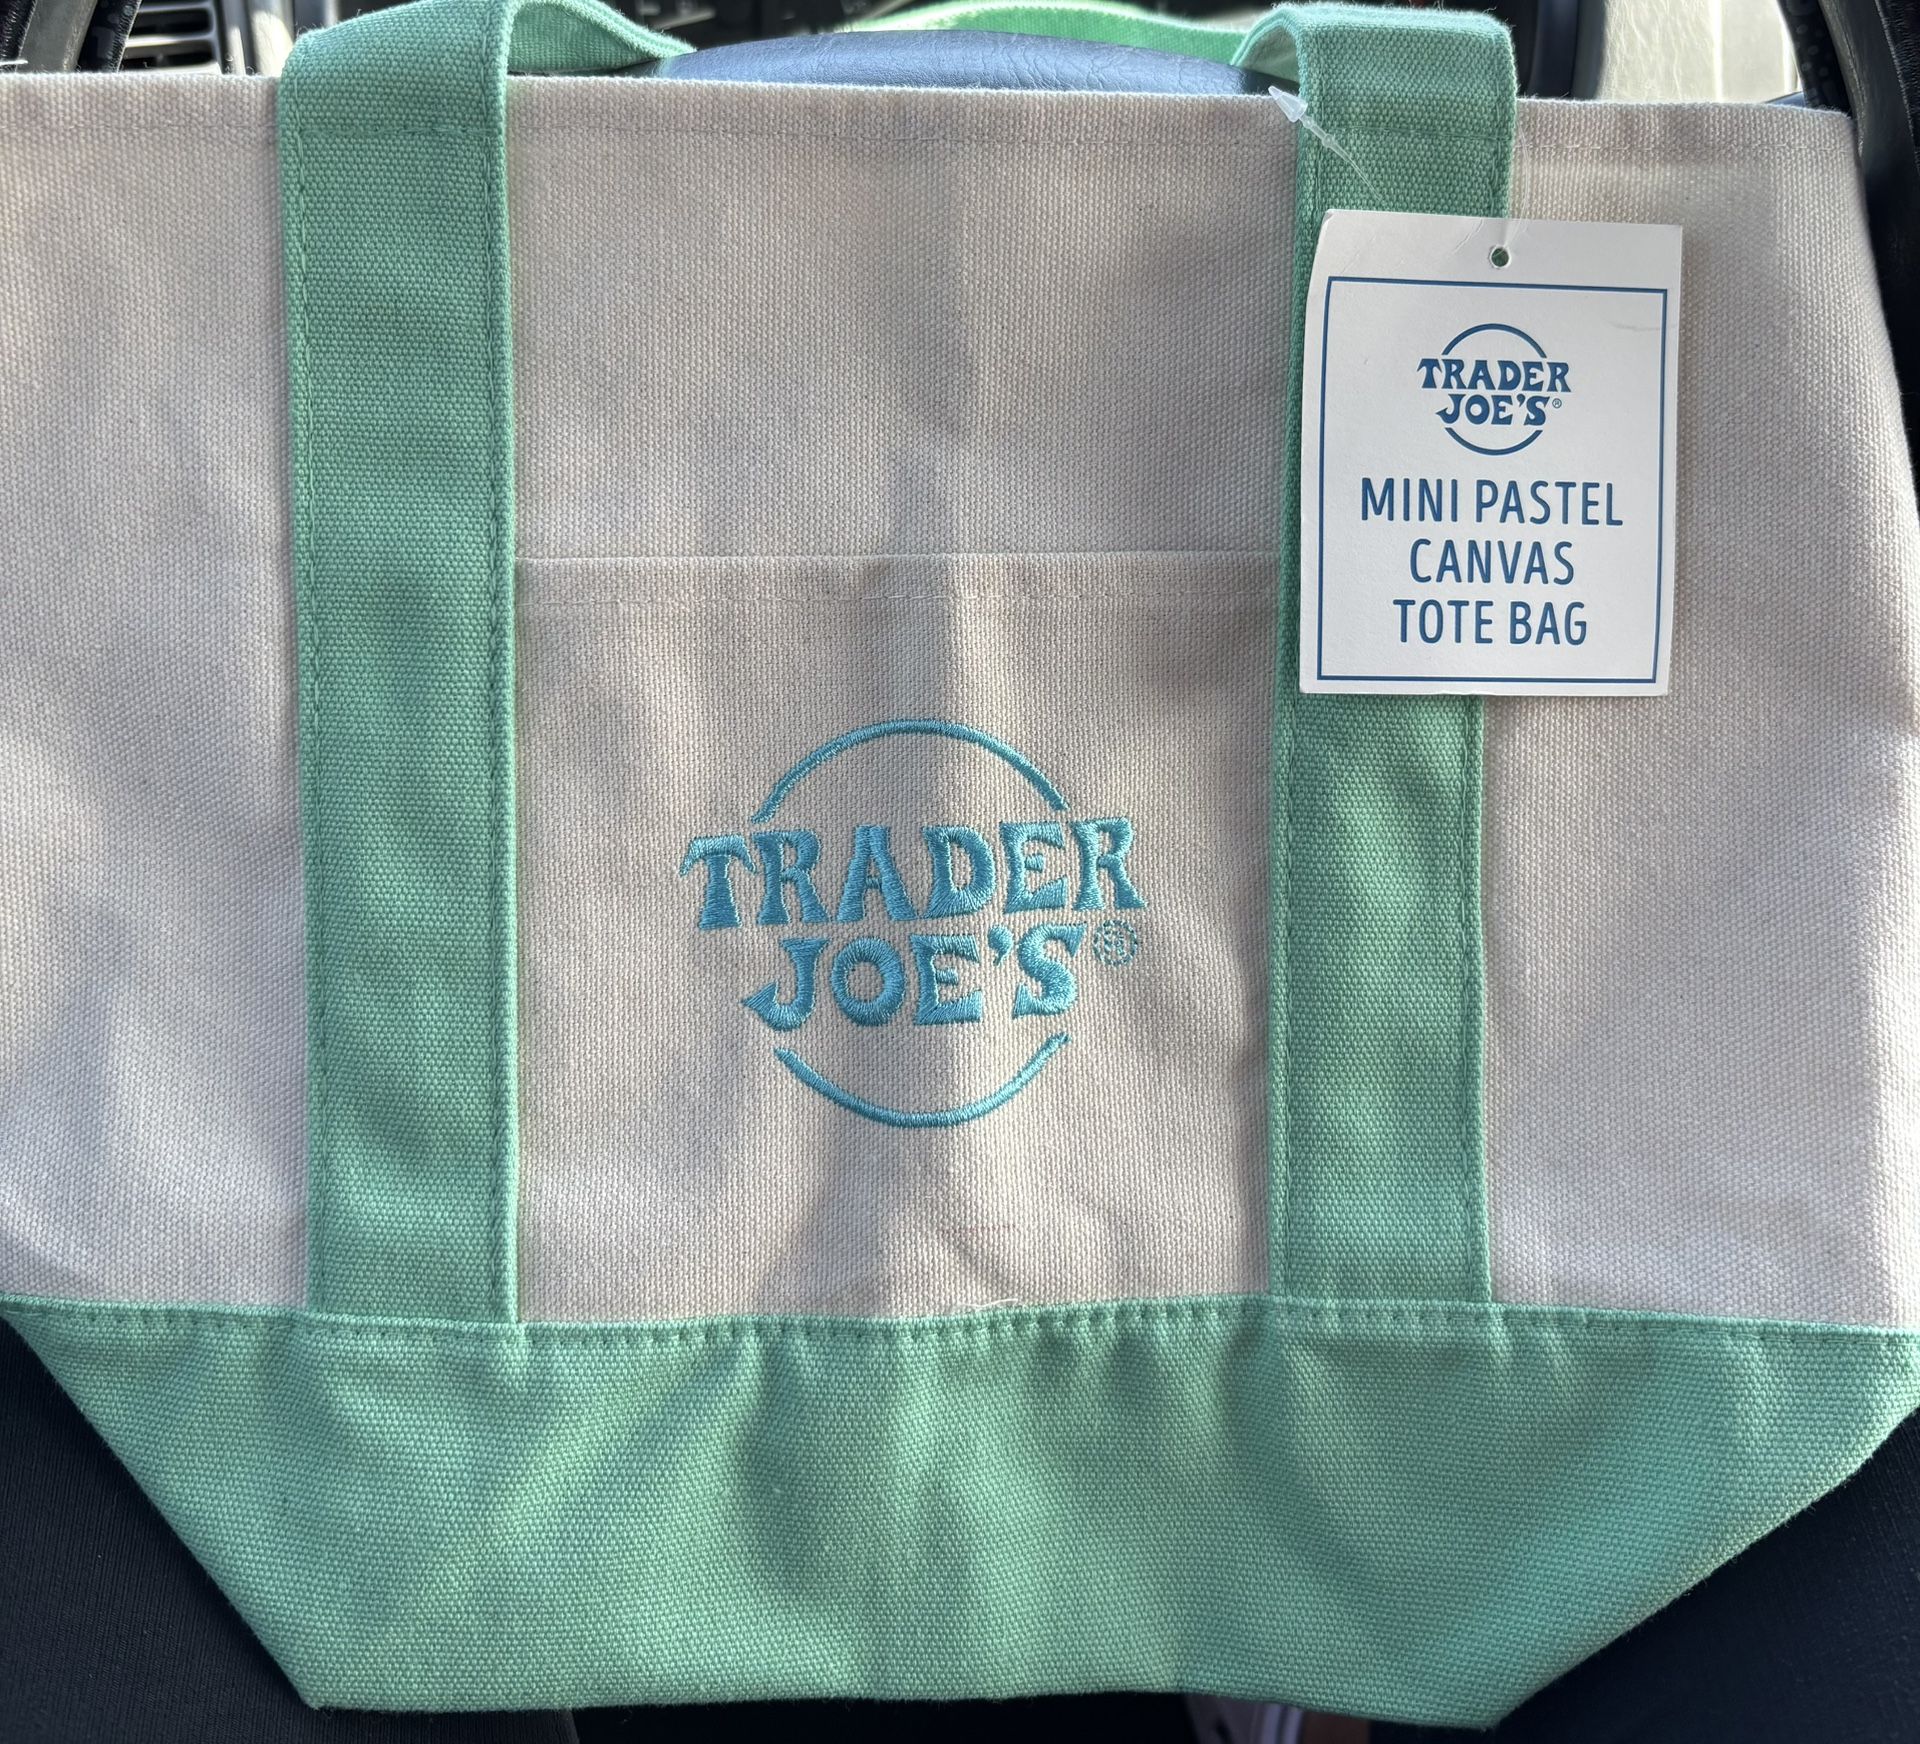 TRADER
JOE'S®
MINI PASTEL
CANVAS
TOTE BAG
TRADER
JOE'S®